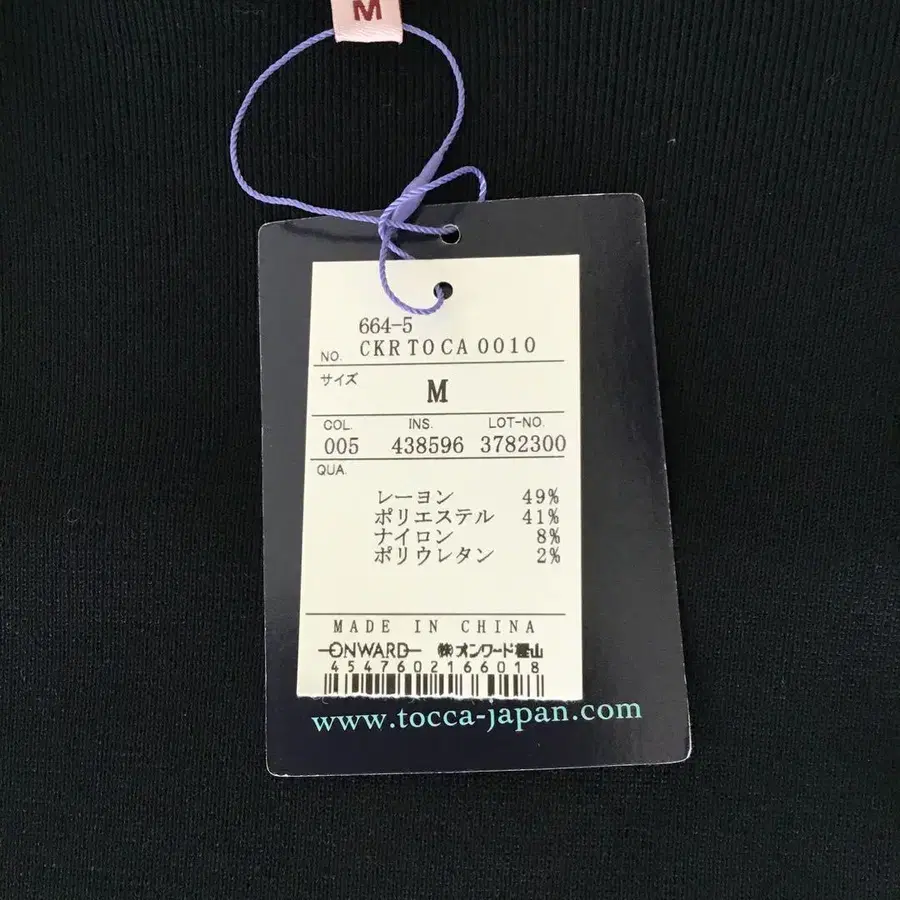 M
664-5
NO. CKRTOCA0010
サイズ
M
COL. INS. LOT-NO.
005 438596 3782300
QUA.
レーヨン 49%
ポリエステル 41%
ナイロン 8%
ポリウレタン 2%
MADE IN CHINA
ONWARD ㈱オンワード樫山
4547602166018
www.tocca-japan.com